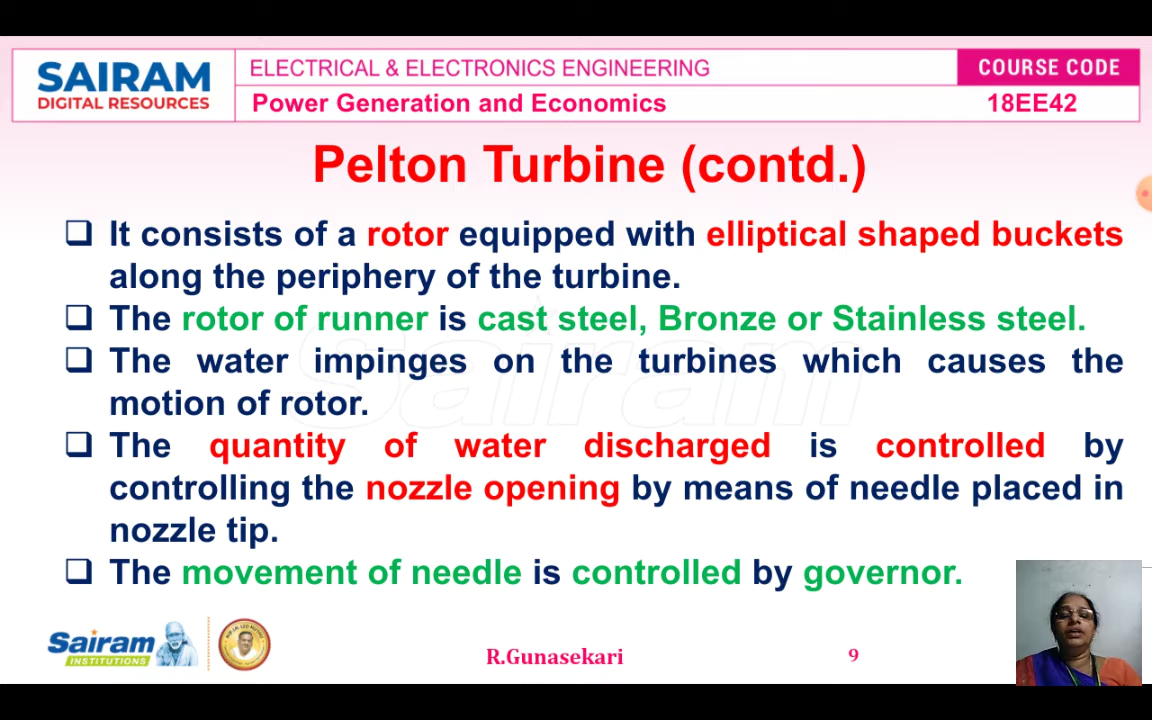 SAIRAM
DIGITAL RESOURCES
ELECTRICAL & ELECTRONICS ENGINEERING
COURSE CODE
Power Generation and Economics
18EE42
Pelton Turbine (contd.)
It consists of a rotor equipped with elliptical shaped buckets
along the periphery of the turbine.
The rotor of runner is cast steel, Bronze or Stainless steel.
The water impinges on the turbines which causes the
motion of rotor.
The quantity of water discharged is controlled by
controlling the nozzle opening by means of needle placed in
nozzle tip.
The movement of needle is controlled by governor.
Sairam
Sairam
INSTITUTIONS
R.Gunasekari
9